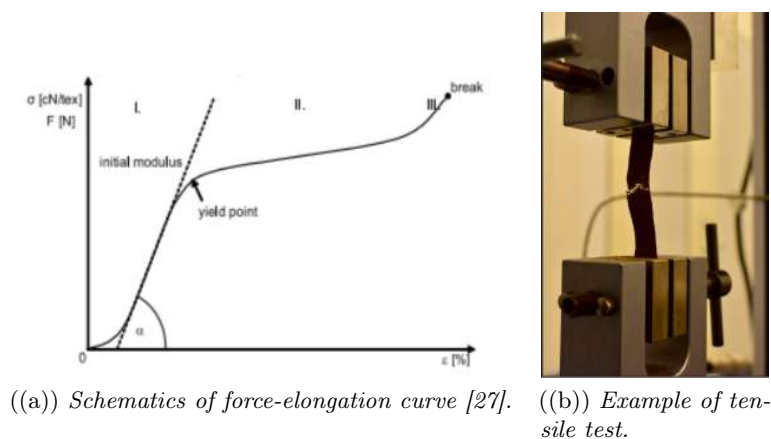 σ [cN/tex]
F [N]
I.
II.
III.
break
initial modulus
yield point
α
0
ε [%]
((a)) Schematics of force-elongation curve [27].
((b)) Example of ten-
sile test.